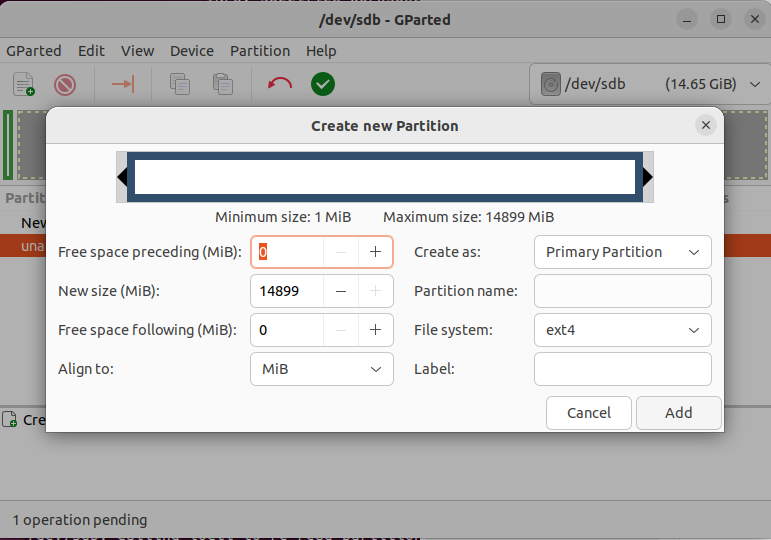 /dev/sdb - GParted
GParted Edit View Device Partition Help
/dev/sdb (14.65 GiB)
Create new Partition
Minimum size: 1 MiB Maximum size: 14899 MiB
Free space preceding (MiB): 0 Create as: Primary Partition
New size (MiB): 14899 Partition name:
Free space following (MiB): 0 File system: ext4
Align to: MiB Label:
Cancel Add
Partiti
New
una
Cre
1 operation pending